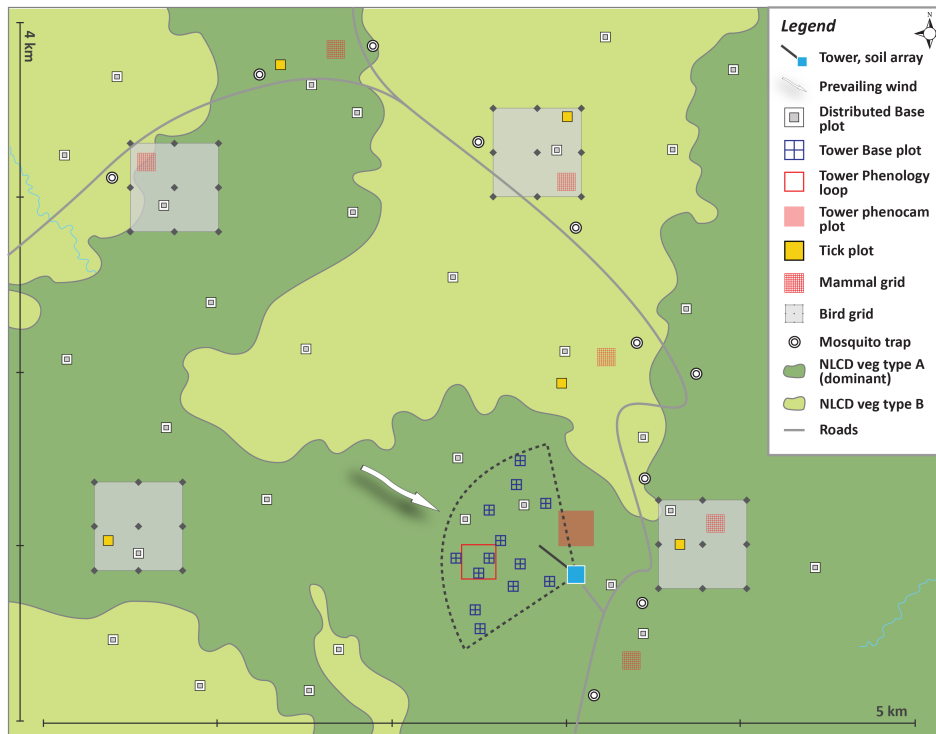 4 km
Legend
N
Tower, soil array
Prevailing wind
Distributed Base
plot
Tower Base plot
Tower Phenology
loop
Tower phenocam
plot
Tick plot
Mammal grid
Bird grid
Mosquito trap
NLCD veg type A
(dominant)
NLCD veg type B
Roads
5 km